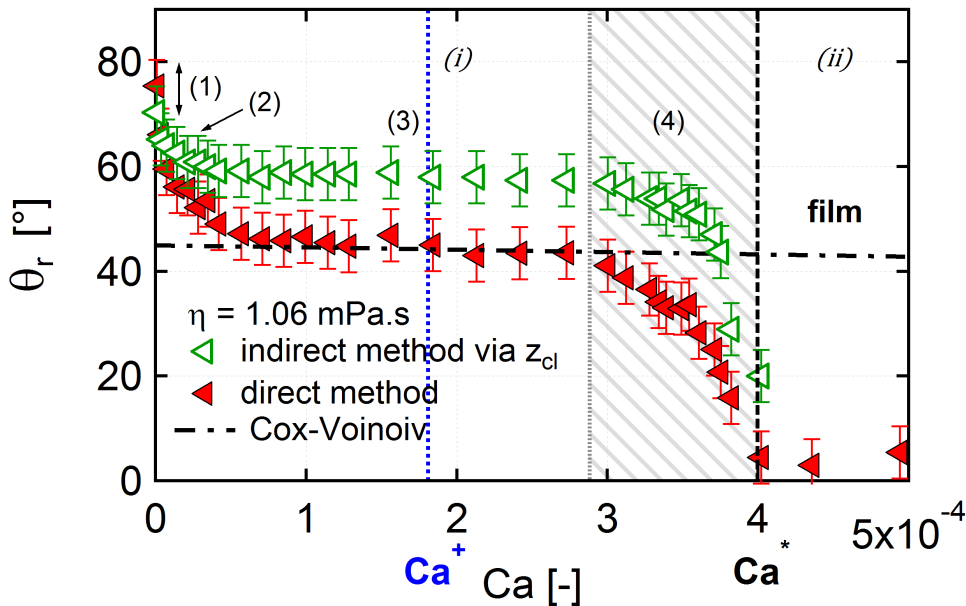 80
60
40
20
0
θr [°]
(1)
(2)
(3)
(i)
(4)
(ii)
film
η = 1.06 mPa.s
indirect method via zcl
direct method
Cox-Voinoiv
0
1
2
3
4
5x10-4
Ca+
Ca [-]
Ca*